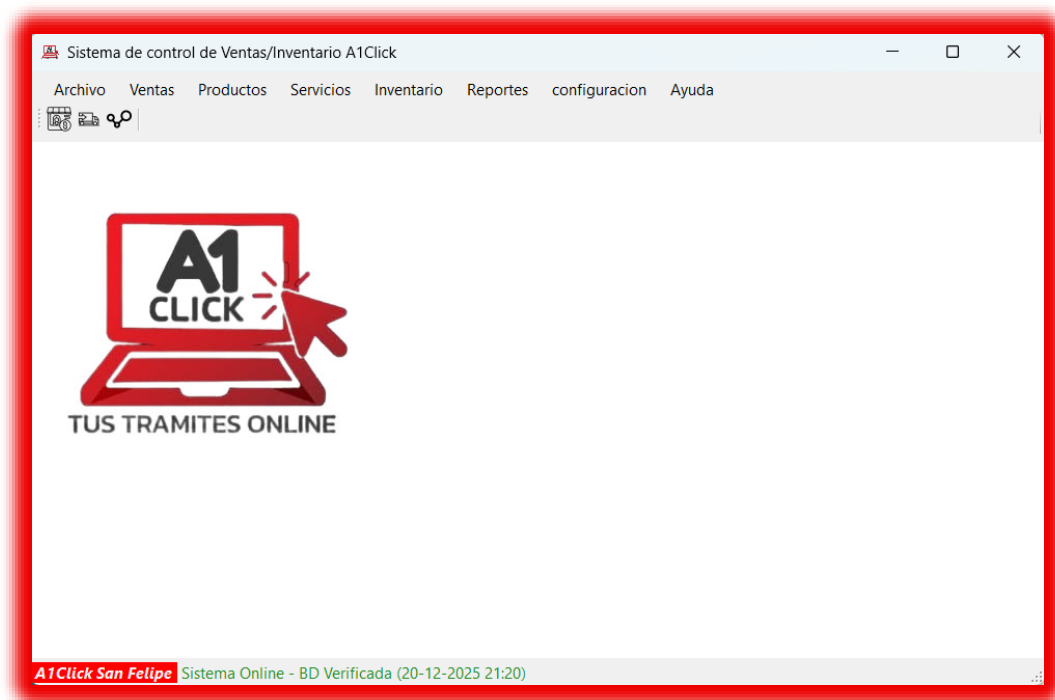 Sistema de control de Ventas/Inventario A1Click
Archivo Ventas Productos Servicios Inventario Reportes configuracion Ayuda
A1
CLICK
TUS TRAMITES ONLINE
A1Click San Felipe Sistema Online - BD Verificada (20-12-2025 21:20)